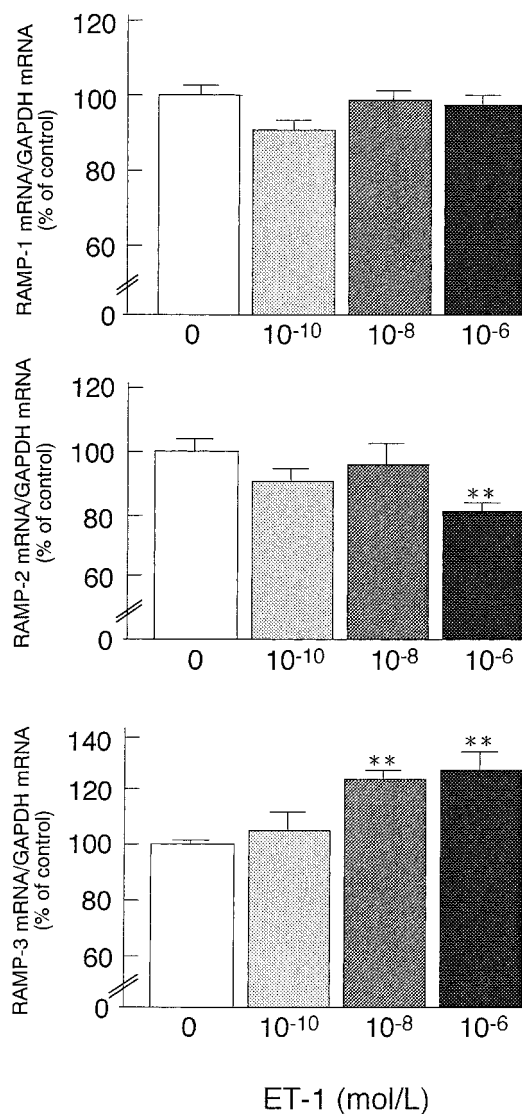 RAMP-1 mRNA/GAPDH mRNA
(% of control)
120
100
80
60
0
0 10-10 10-8 10-6
RAMP-2 mRNA/GAPDH mRNA
(% of control)
120
100
80
60
0
**
0 10-10 10-8 10-6
RAMP-3 mRNA/GAPDH mRNA
(% of control)
140
120
100
80
60
0
** **
0 10-10 10-8 10-6
ET-1 (mol/L)